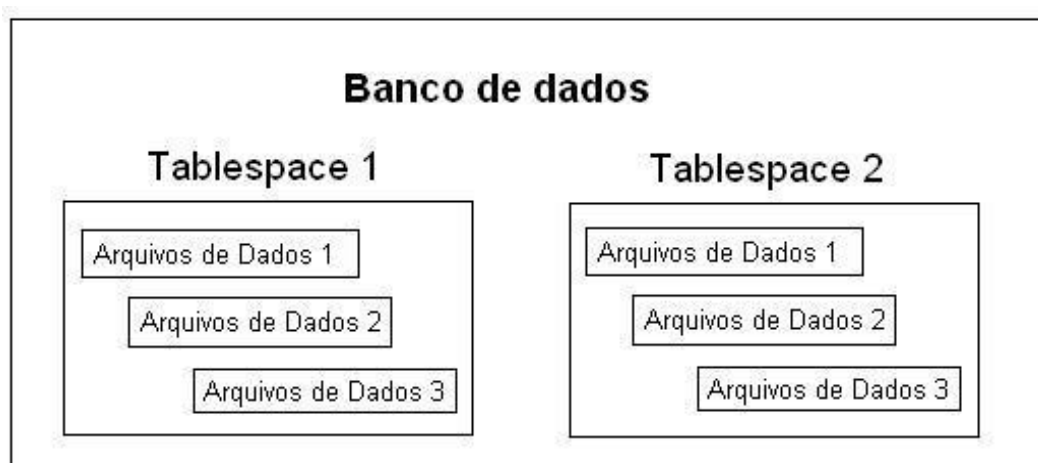 Banco de dados
Tablespace 1
Arquivos de Dados 1
Arquivos de Dados 2
Arquivos de Dados 3
Tablespace 2
Arquivos de Dados 1
Arquivos de Dados 2
Arquivos de Dados 3